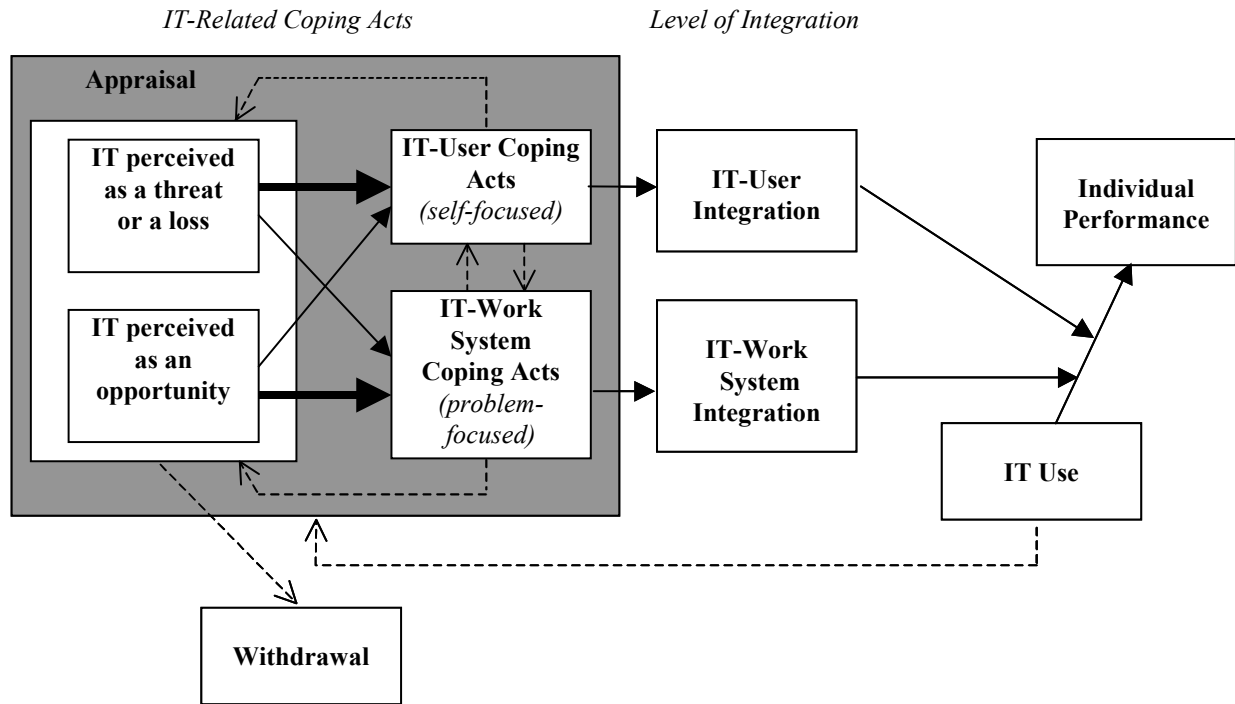 IT-Related Coping Acts
Level of Integration
Appraisal
IT perceived
as a threat
or a loss
IT-User Coping
Acts
(self-focused)
IT-User
Integration
Individual
Performance
IT perceived
as an
opportunity
IT-Work
System
Coping Acts
(problem-
focused)
IT-Work
System
Integration
IT Use
Withdrawal